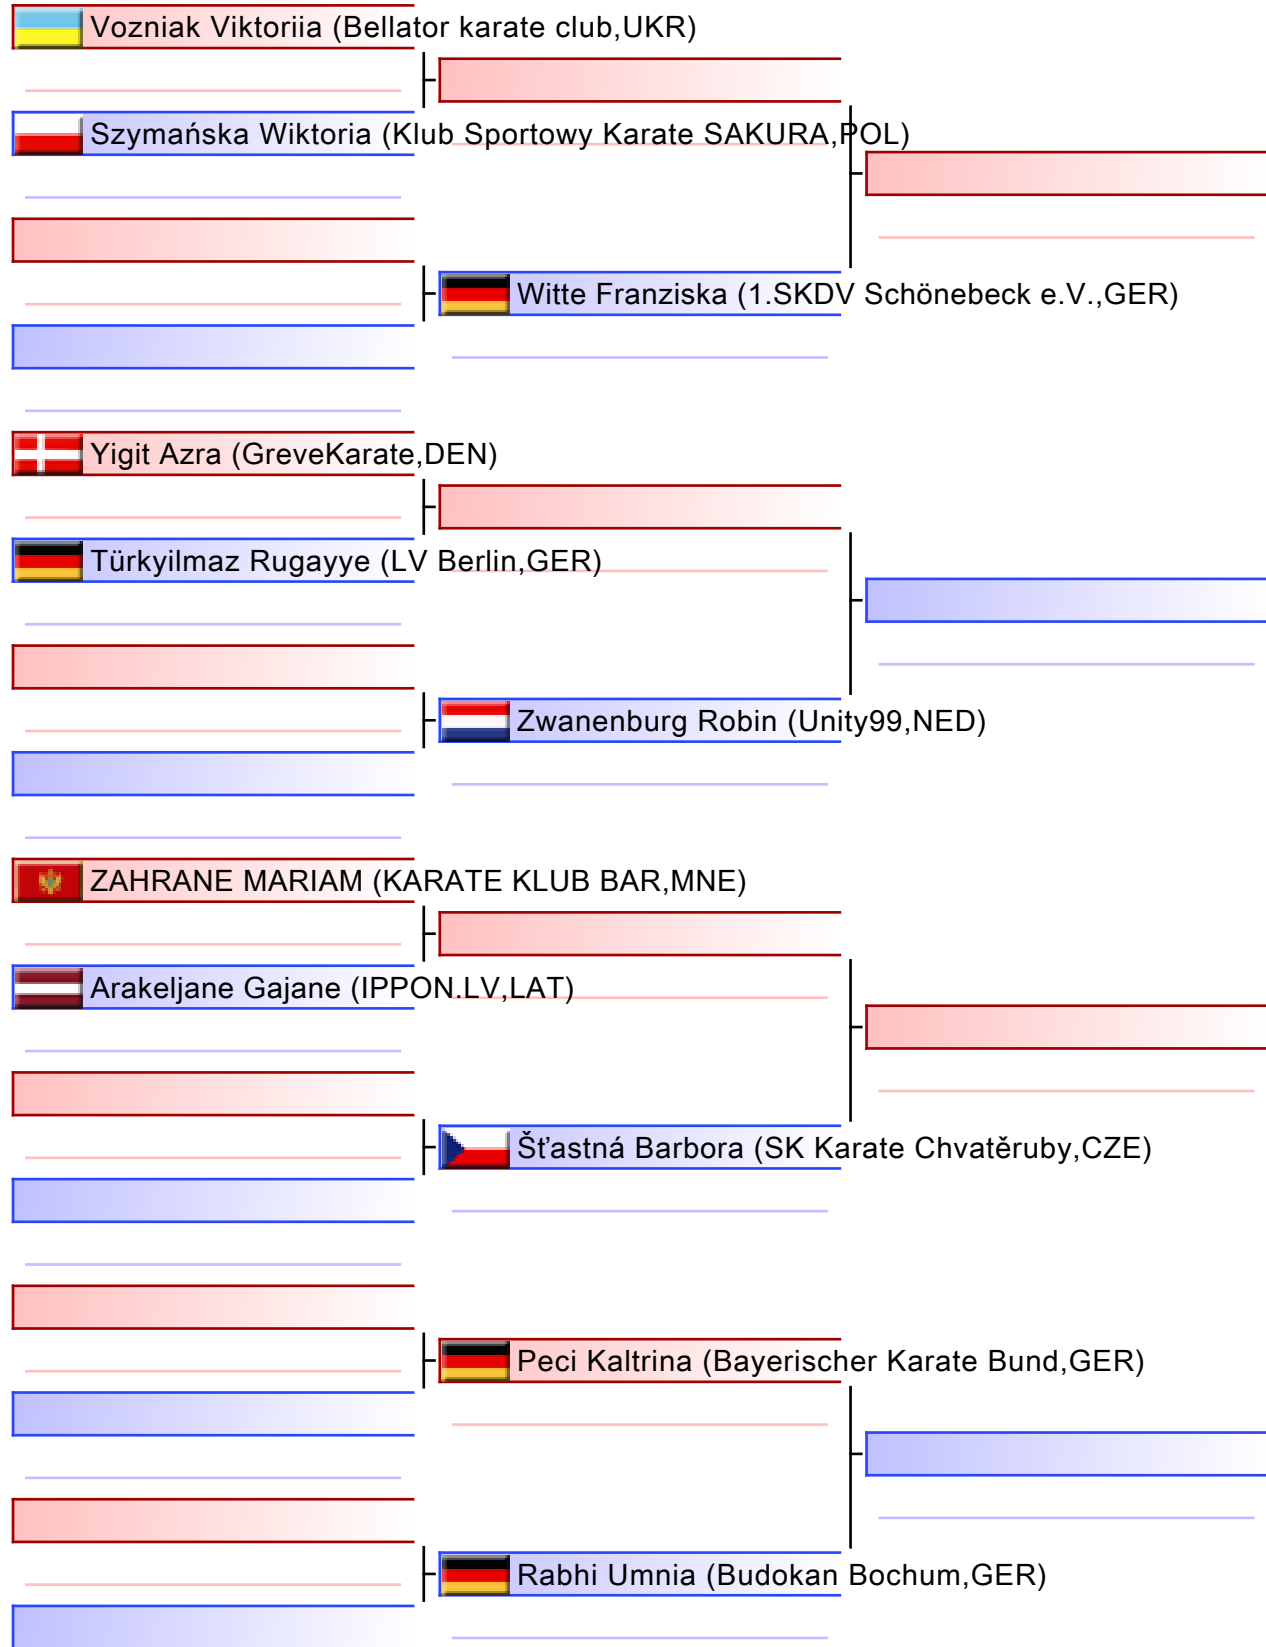 Vozniak Viktoriia (Bellator karate club,UKR)
Szymańska Wiktoria (Klub Sportowy Karate SAKURA,POL)
Witte Franziska (1.SKDV Schönebeck e.V.,GER)
Yigit Azra (GreveKarate,DEN)
Türkyilmaz Rugayye (LV Berlin,GER)
Zwanenburg Robin (Unity99,NED)
ZAHRANE MARIAM (KARATE KLUB BAR,MNE)
Arakeljane Gajane (IPPON.LV,LAT)
Šťastná Barbora (SK Karate Chvatěruby,CZE)
Peci Kaltrina (Bayerischer Karate Bund,GER)
Rabhi Umnia (Budokan Bochum,GER)